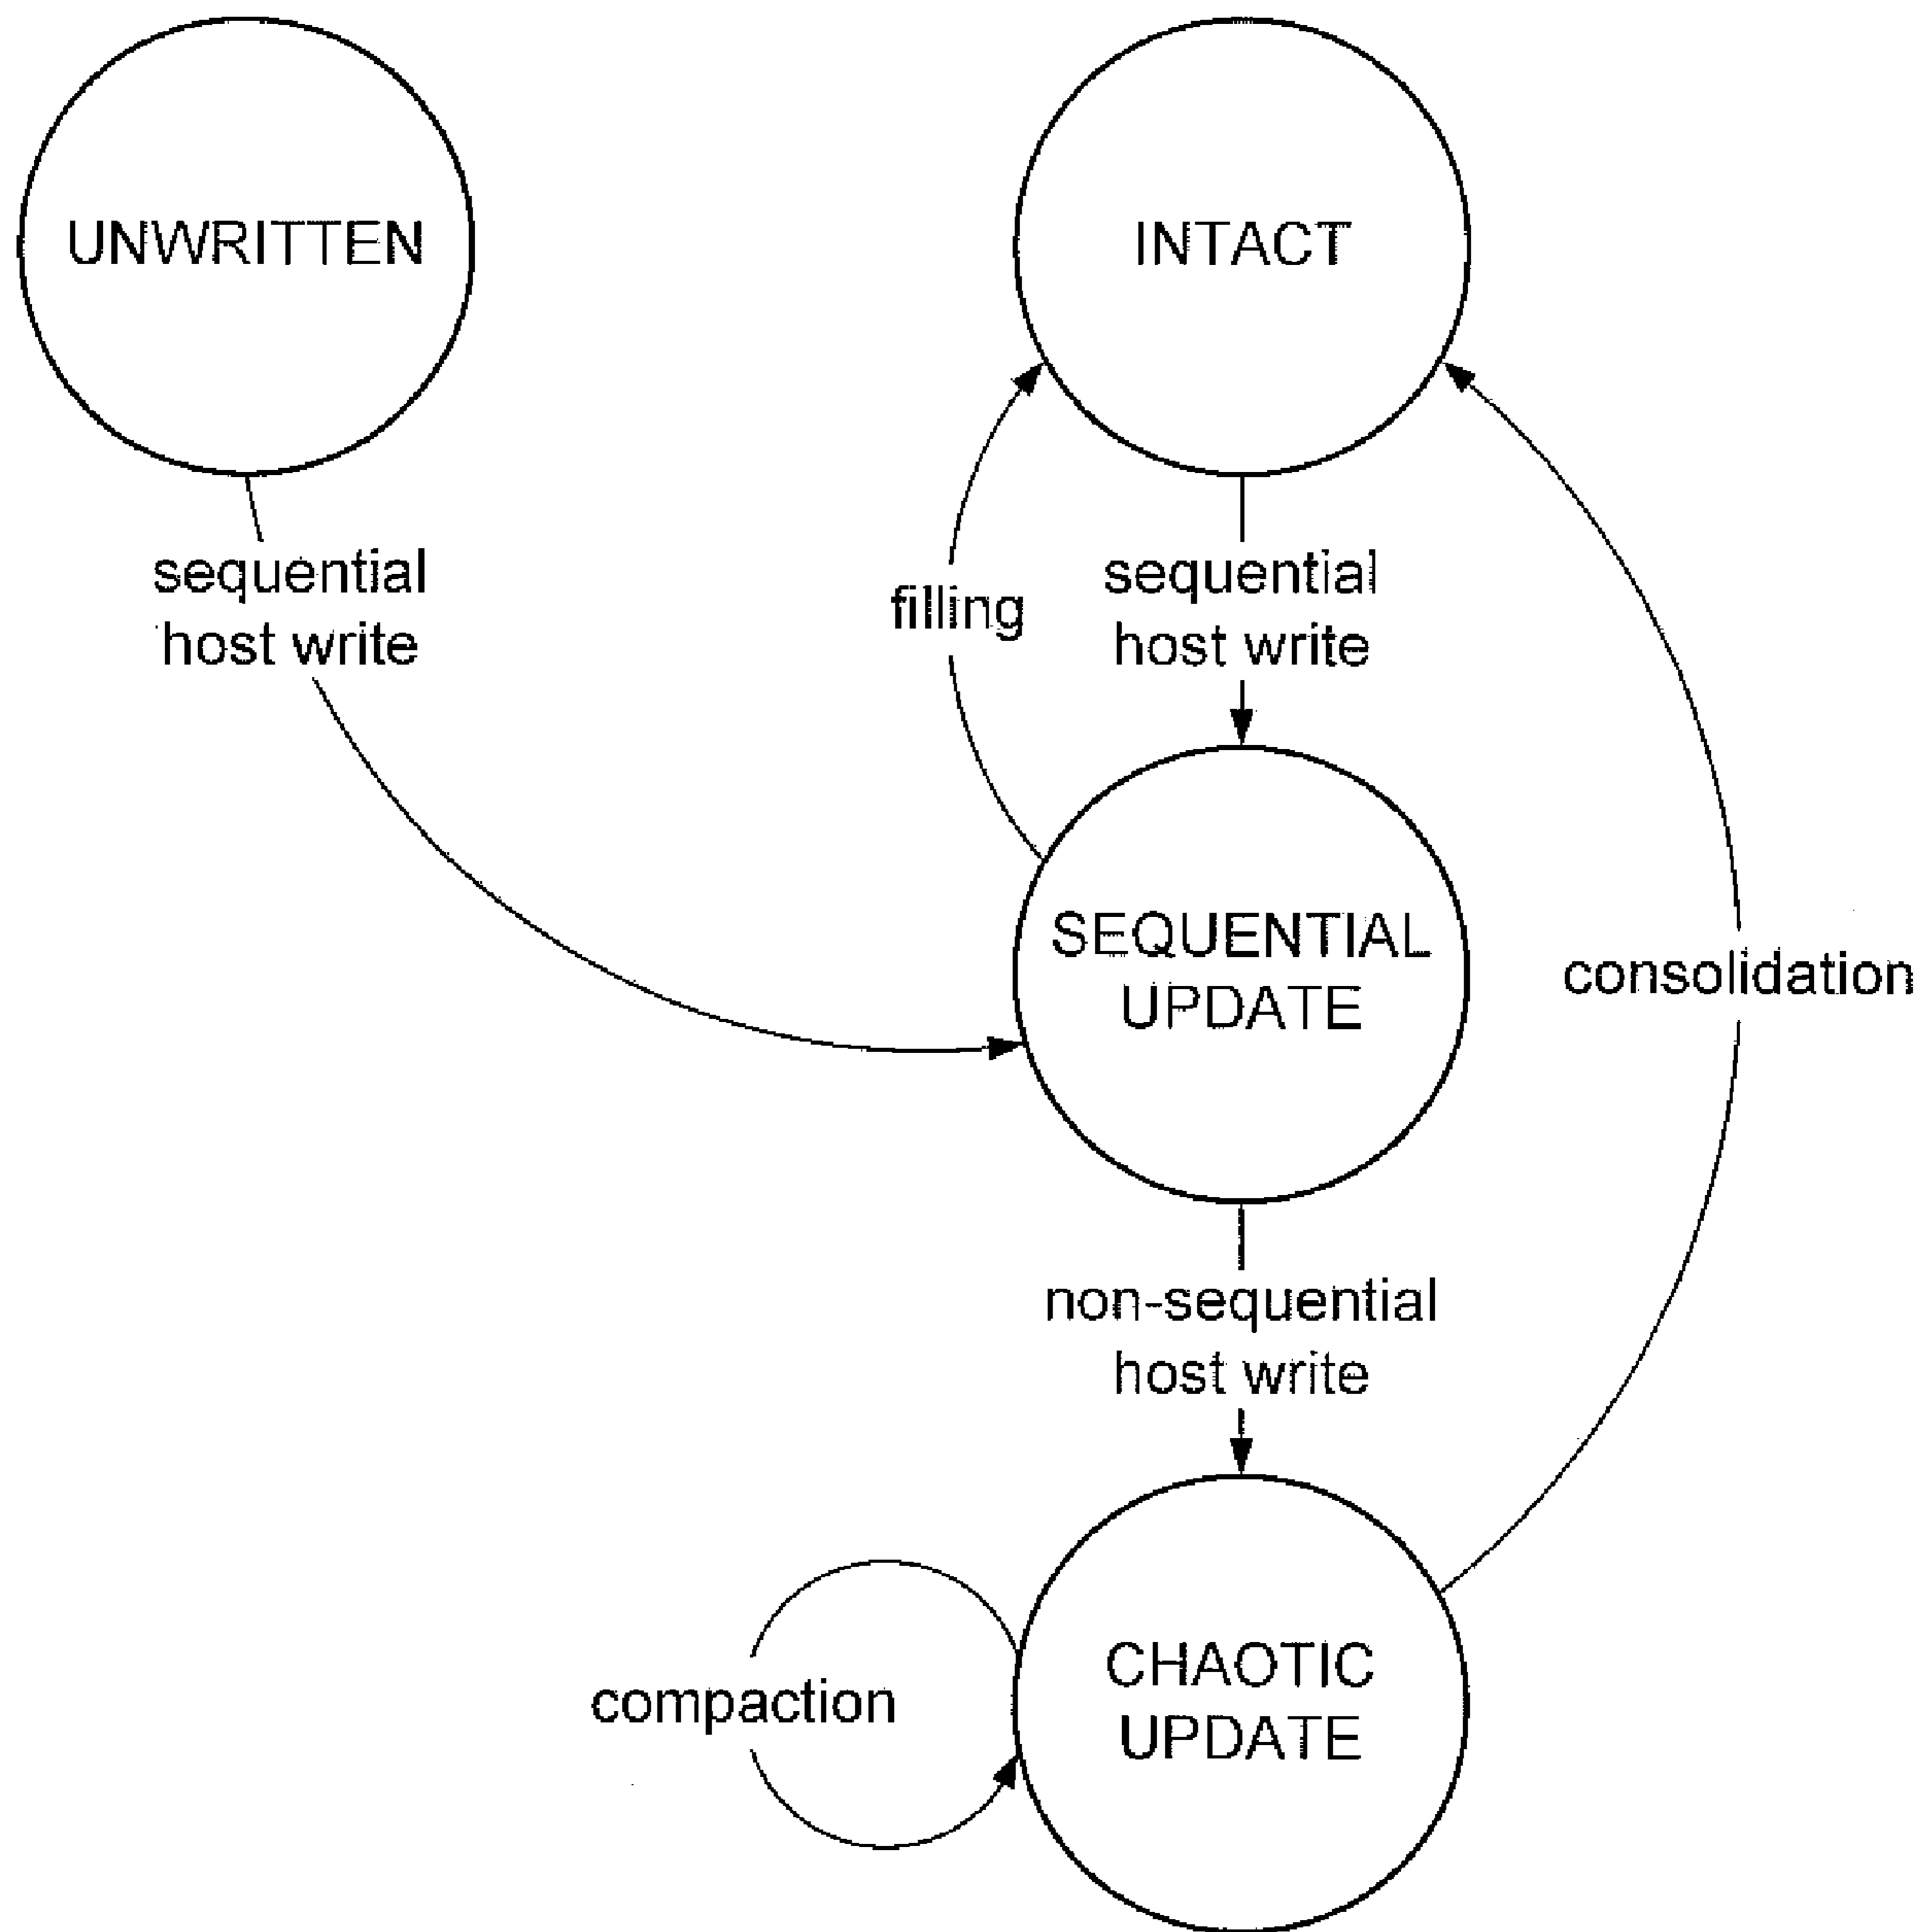 UNWRITTEN
INTACT
sequential
host write
filling
sequential
host write
SEQUENTIAL
UPDATE
consolidation
non-sequential
host write
CHAOTIC
UPDATE
compaction